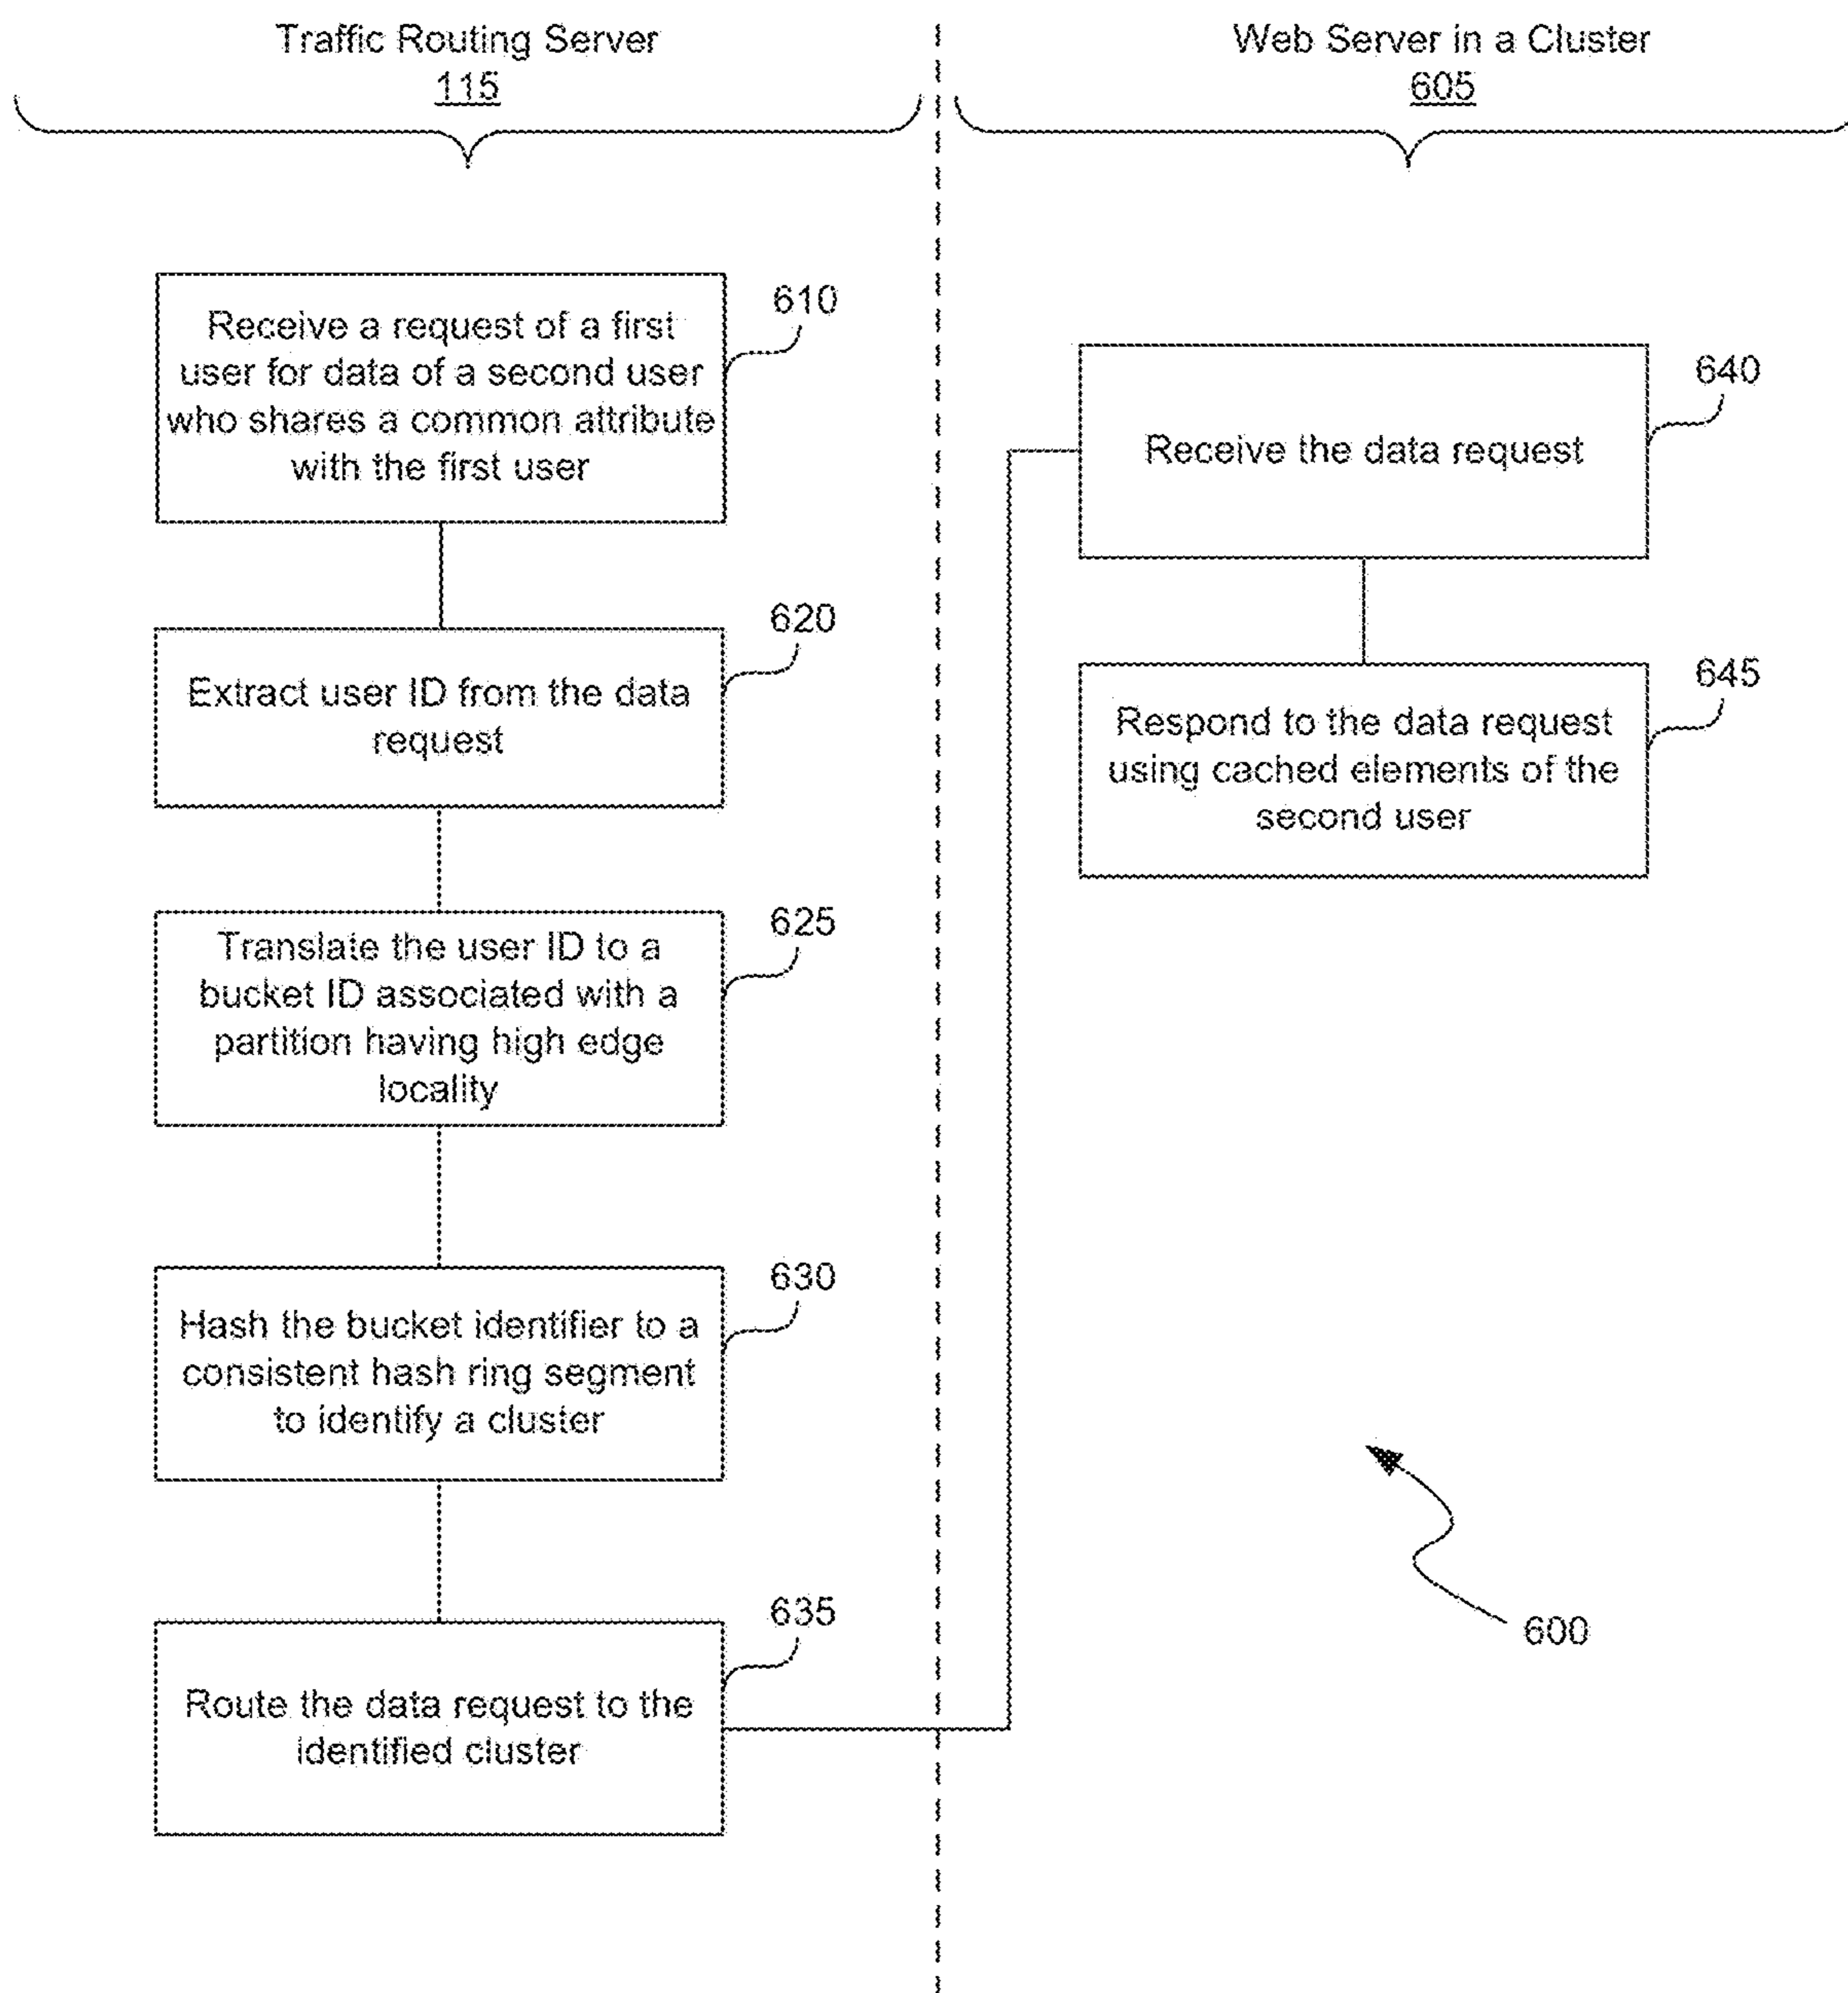 Traffic Routing Server
115
Web Server in a Cluster
605
610
Receive a request of a first
user for data of a second user
who shares a common attribute
with the first user
620
Extract user ID from the data
request
625
Translate the user ID to a
bucket ID associated with a
partition having high edge
locality
630
Hash the bucket identifier to a
consistent hash ring segment
to identify a cluster
635
Route the data request to the
identified cluster
640
Receive the data request
645
Respond to the data request
using cached elements of the
second user
600